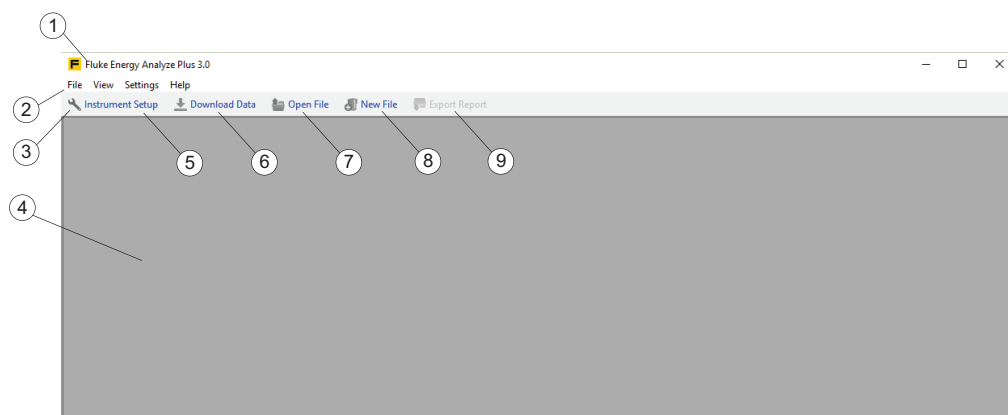 1
F Fluke Energy Analyze Plus 3.0
File View Settings Help
2
Instrument Setup Download Data Open File New File Export Report
3
5 6 7 8 9
4